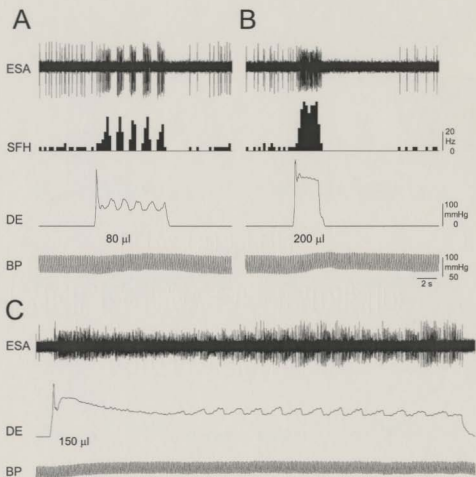 A
B
ESA
SFH
20
Hz
0
DE
100
mmHg
0
80 µl
200 µl
BP
100
mmHg
50
2 s
C
ESA
DE
150 µl
BP